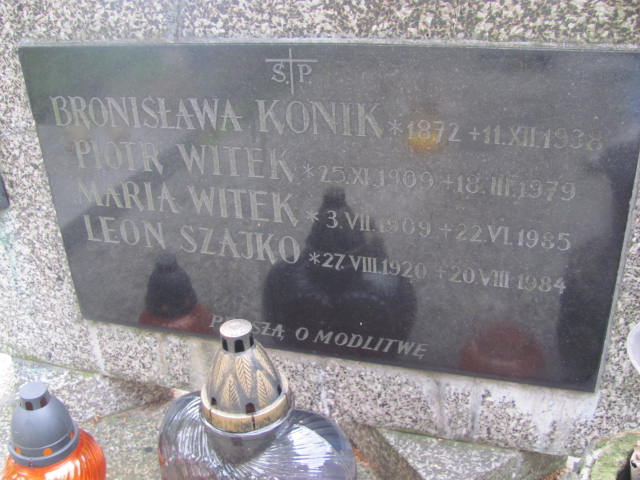 Ś.P.
BRONISŁAWA KONIK *1872 +11.XII.1938
PIOTR WITEK *25.XI.1909 +18.III.1979
MARIA WITEK *3.VII.1909 +22.VI.1985
LEON SZAJKO *27.VIII.1920 +20.VIII 1984
O MODLITWĘ